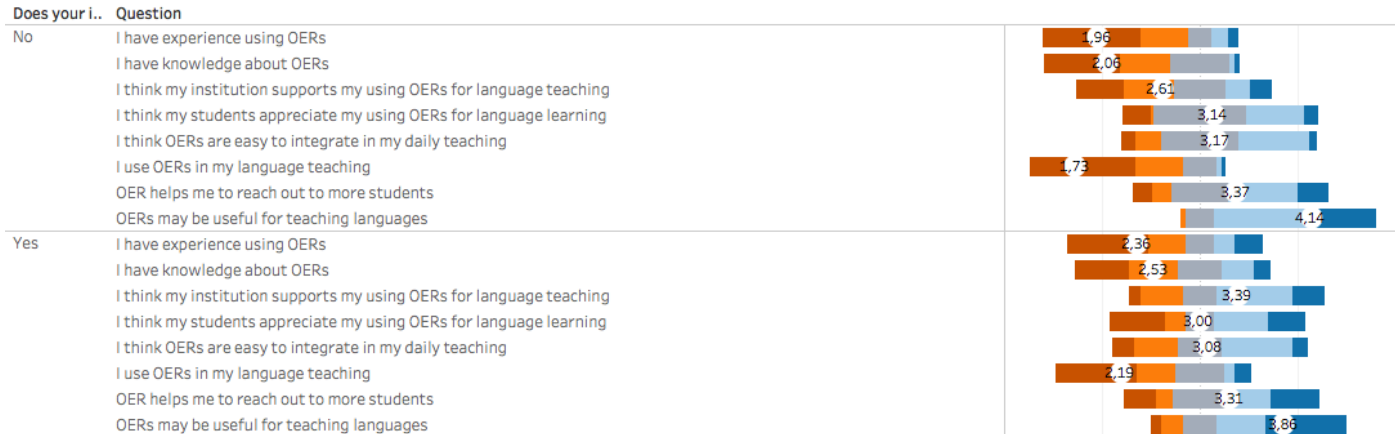 Does your i.. Question
No I have experience using OERs 1,96
I have knowledge about OERs 2,06
I think my institution supports my using OERs for language teaching 2,61
I think my students appreciate my using OERs for language learning 3,14
I think OERs are easy to integrate in my daily teaching 3,17
I use OERs in my language teaching 1,73
OER helps me to reach out to more students 3,37
OERs may be useful for teaching languages 4,14
Yes I have experience using OERs 2,36
I have knowledge about OERs 2,53
I think my institution supports my using OERs for language teaching 3,39
I think my students appreciate my using OERs for language learning 3,00
I think OERs are easy to integrate in my daily teaching 3,08
I use OERs in my language teaching 2,19
OER helps me to reach out to more students 3,31
OERs may be useful for teaching languages 3,86